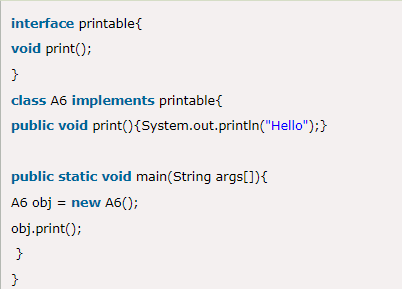 interface printable{
void print();
}
class A6 implements printable{
public void print(){System.out.println("Hello");}
public static void main(String args[]){
A6 obj = new A6();
obj.print();
}
}